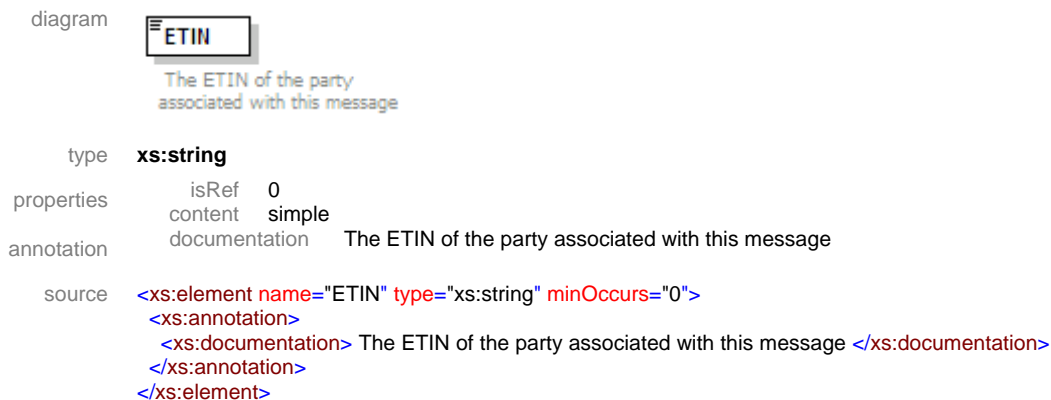 diagram
ETIN
The ETIN of the party
associated with this message
type xs:string
properties isRef 0
content simple
annotation documentation The ETIN of the party associated with this message
source <xs:element name="ETIN" type="xs:string" minOccurs="0">
<xs:annotation>
<xs:documentation> The ETIN of the party associated with this message </xs:documentation>
</xs:annotation>
</xs:element>